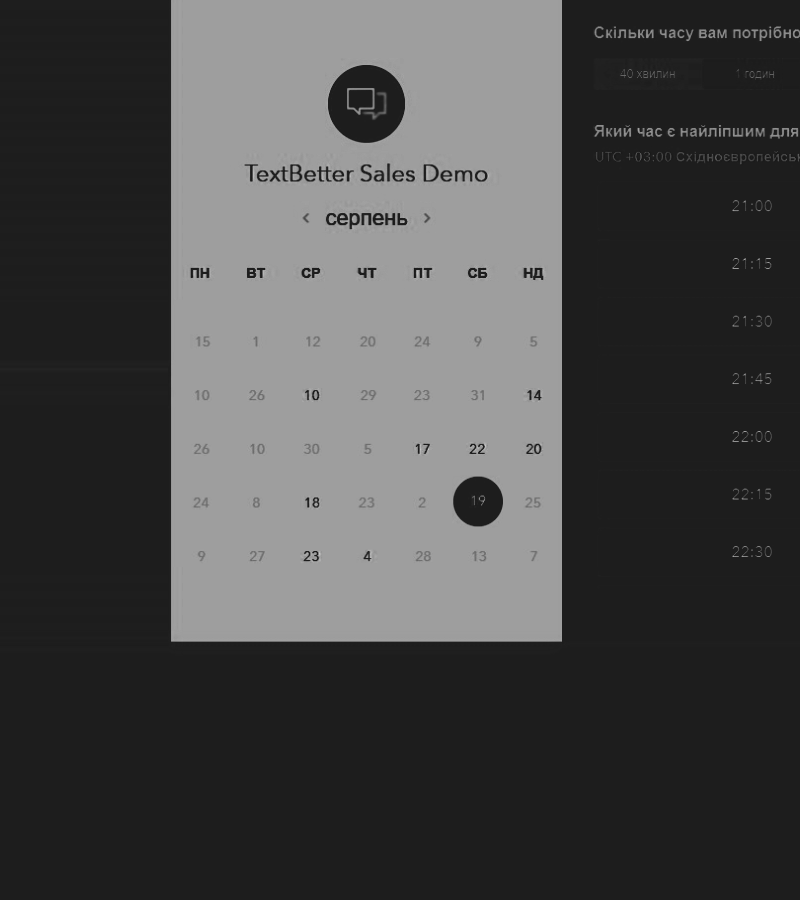 TextBetter Sales Demo
серпень
ПН ВТ СР ЧТ ПТ СБ НД
15 1 12 20 24 9 5
10 26 10 29 23 31 14
26 10 30 5 17 22 20
24 8 18 23 2 19 25
9 27 23 4 28 13 7
Скільки часу вам потрібно
40 хвилин 1 годин
Який час є найліпшим для
UTC +03:00 Східноєвропейськ
21:00
21:15
21:30
21:45
22:00
22:15
22:30